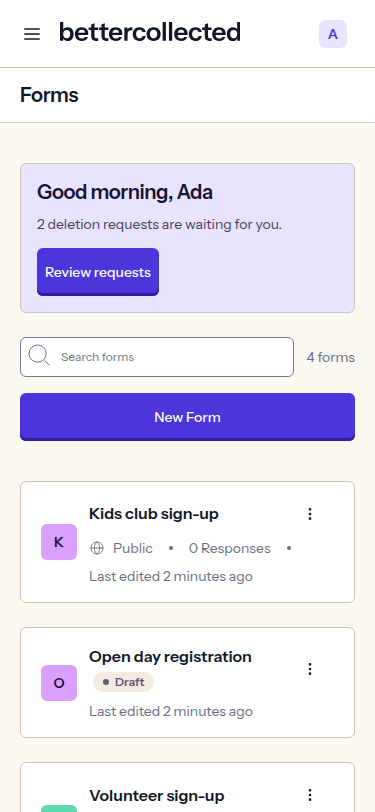 bettercollected
A
Forms
Good morning, Ada
2 deletion requests are waiting for you.
Review requests
Search forms
4 forms
New Form
Kids club sign-up
K
Public • 0 Responses •
Last edited 2 minutes ago
Open day registration
O
Draft
Last edited 2 minutes ago
Volunteer sign-up